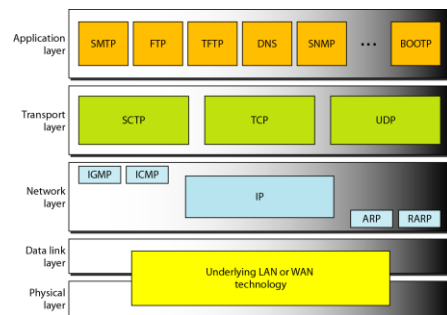 Application
layer
SMTP FTP TFTP DNS SNMP ... BOOTP
Transport
layer
SCTP TCP UDP
IGMP ICMP
Network
layer
IP
ARP RARP
Data link
layer
Underlying LAN or WAN
technology
Physical
layer